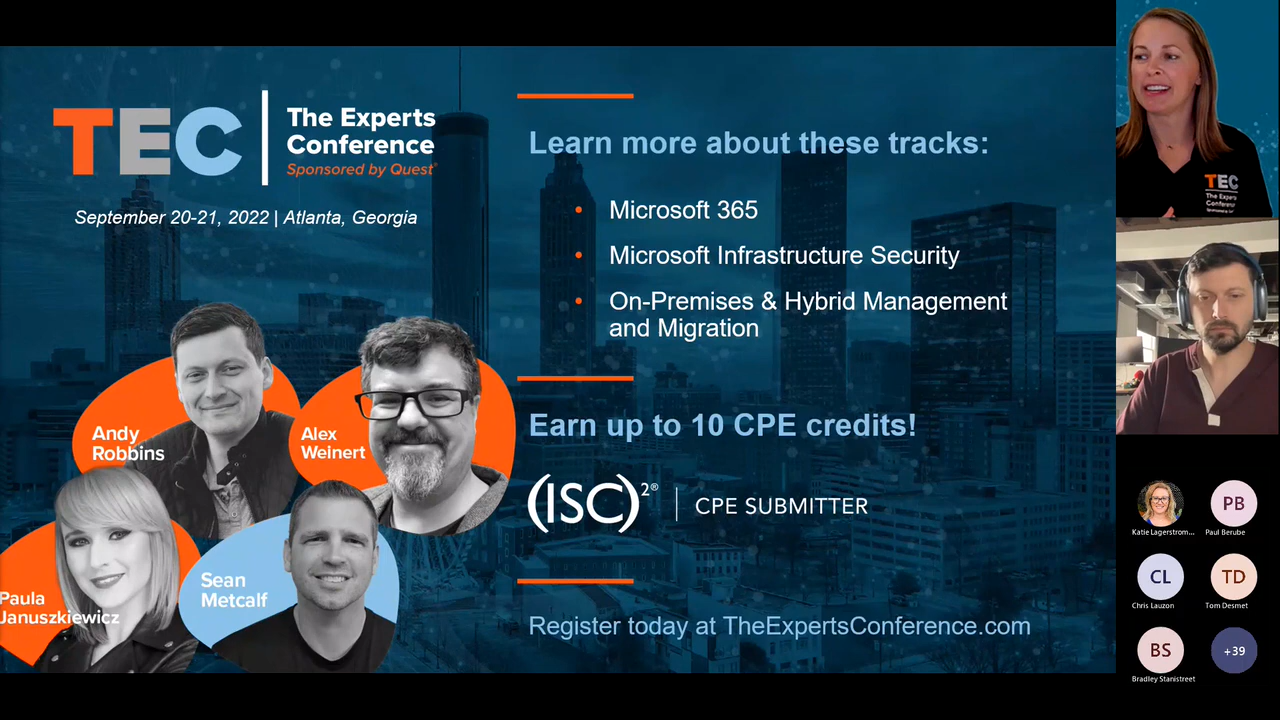 TEC
The Experts
Conference
Sponsored by Quest®
September 20-21, 2022 | Atlanta, Georgia
Andy
Robbins
Alex
Weinert
Paula
Januszkiewicz
Sean
Metcalf
Learn more about these tracks:
• Microsoft 365
• Microsoft Infrastructure Security
• On-Premises & Hybrid Management
and Migration
Earn up to 10 CPE credits!
(ISC)2® | CPE SUBMITTER
Register today at TheExpertsConference.com
TEC
The Experts
Conference
Katie Lagerstrom...
PB
Paul Berube
CL
Chris Lauzon
TD
Tom Desmet
BS
Bradley Stanistreet
+39